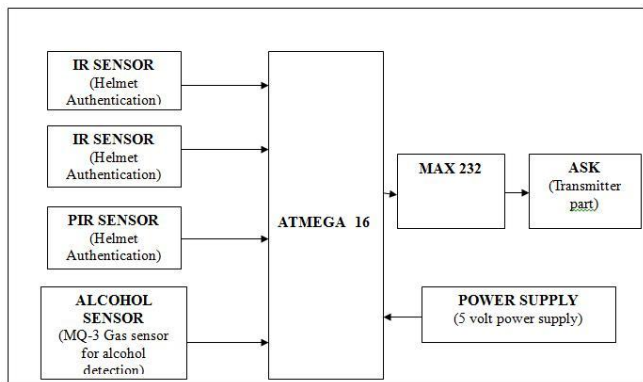 IR SENSOR
(Helmet
Authentication)
IR SENSOR
(Helmet
Authentication)
PIR SENSOR
(Helmet
Authentication)
ALCOHOL
SENSOR
(MQ-3 Gas sensor
for alcohol
detection)
ATMEGA 16
MAX 232
ASK
(Transmitter
part)
POWER SUPPLY
(5 volt power supply)